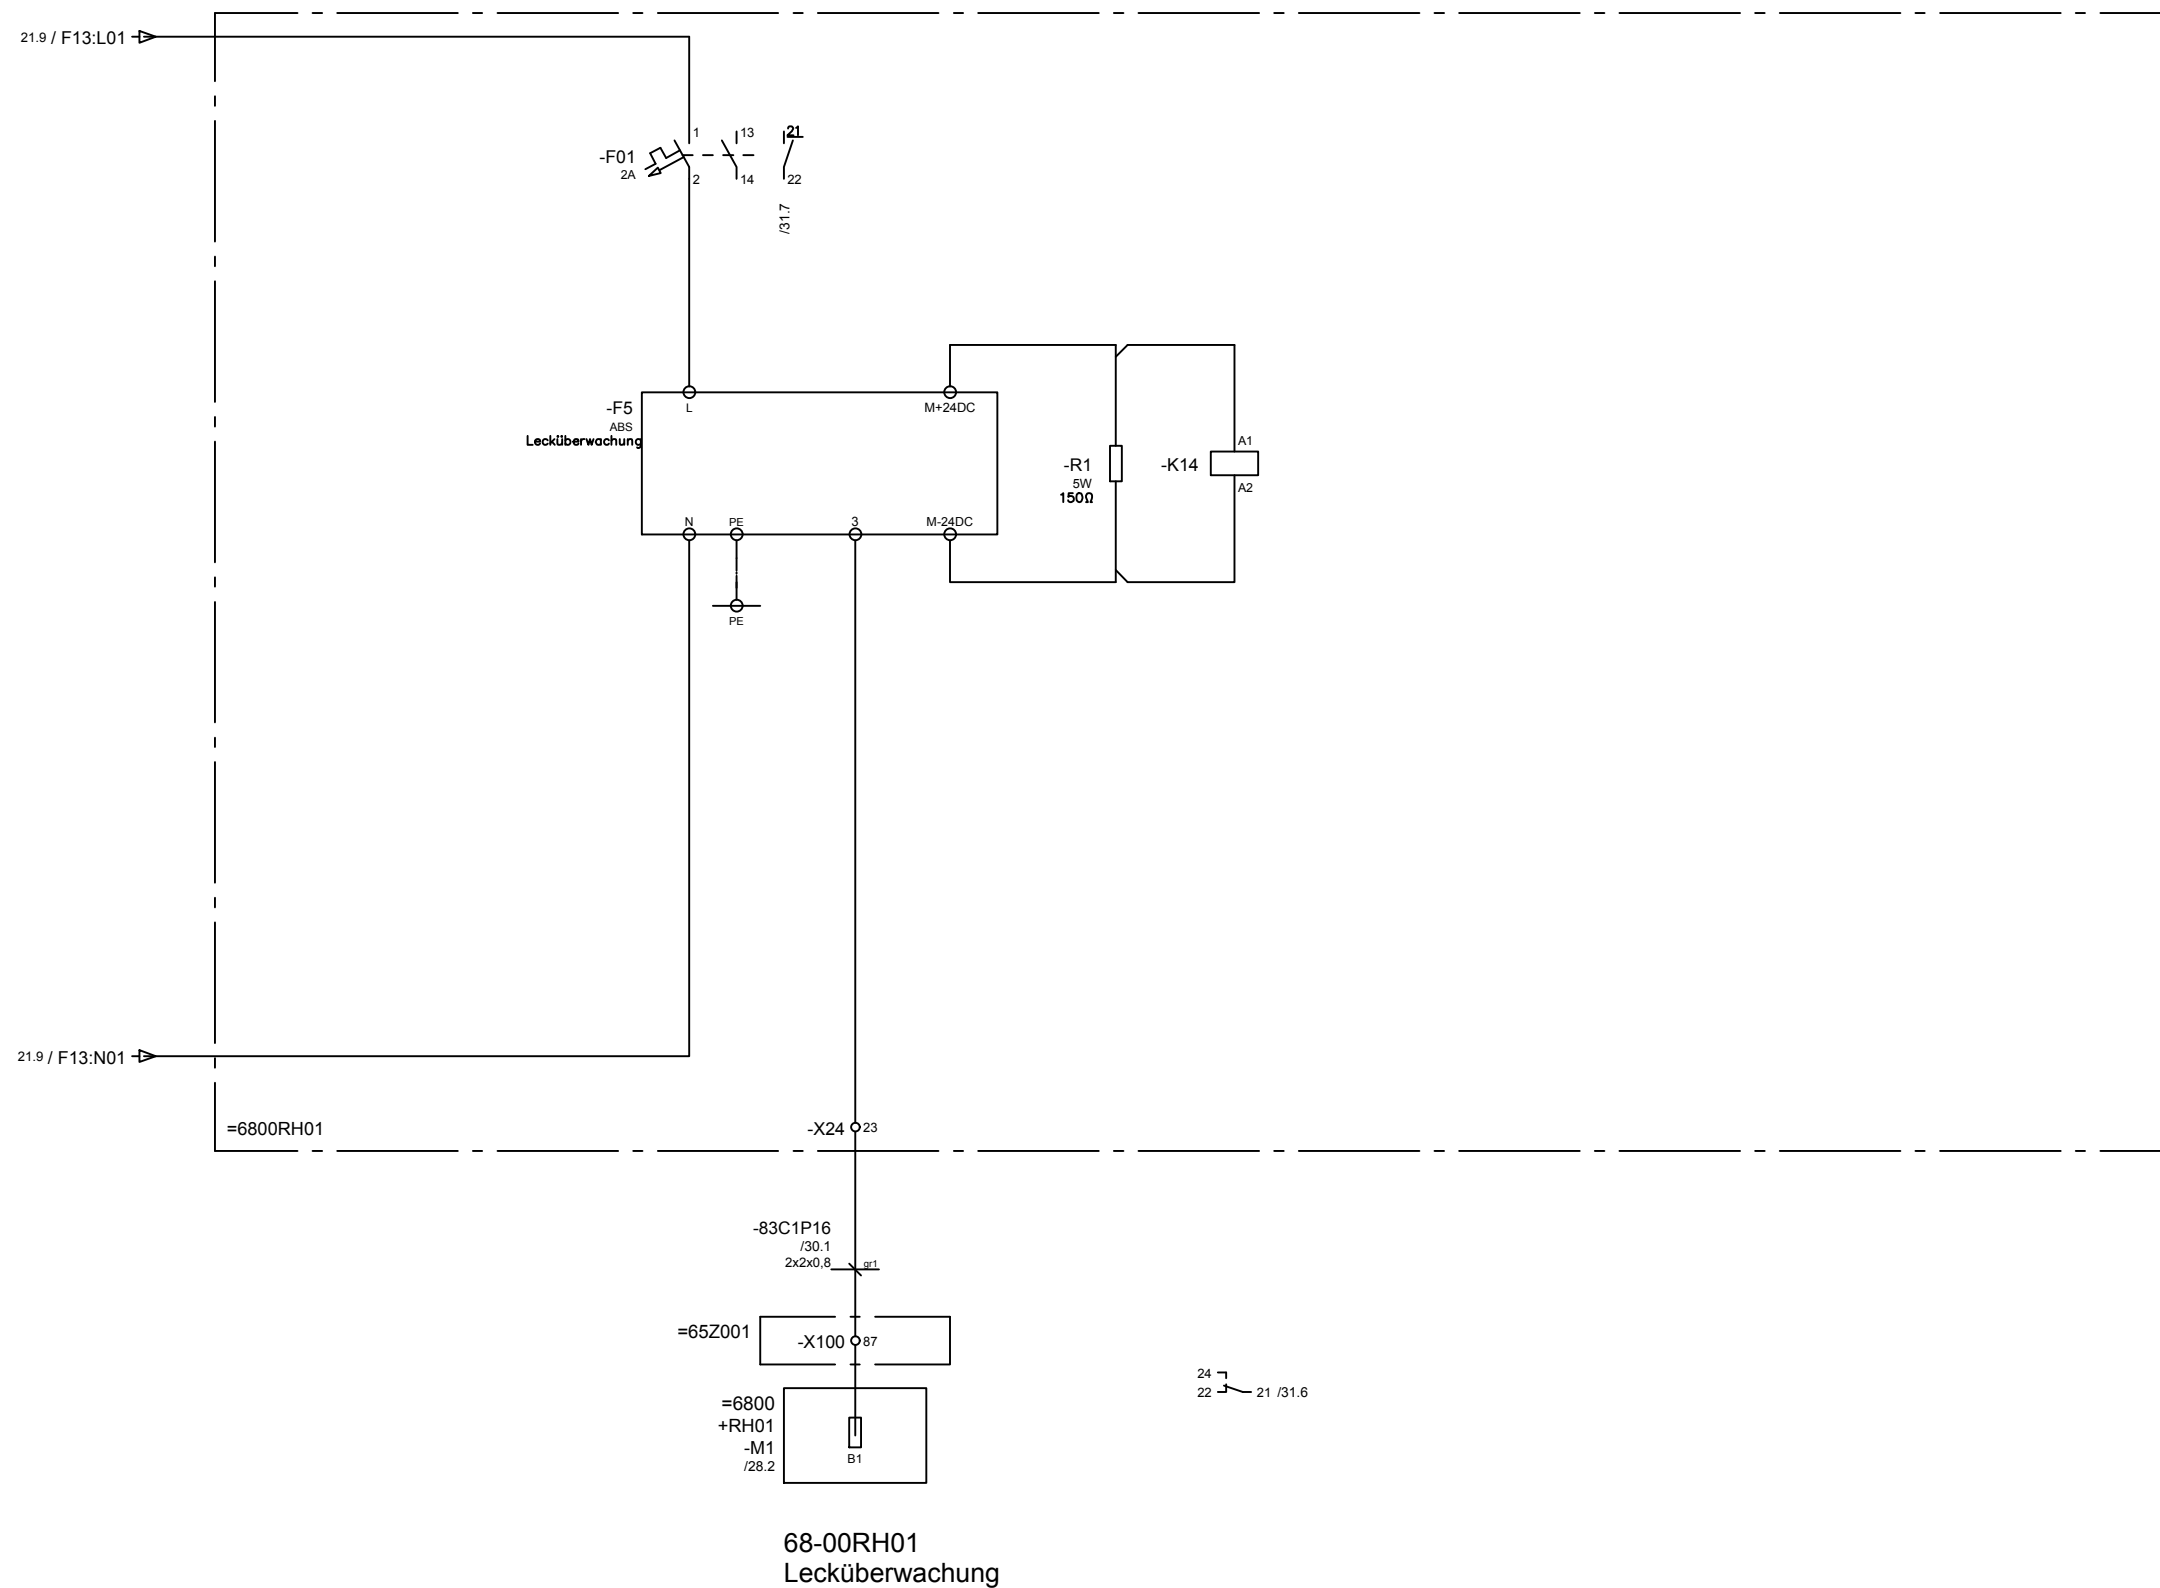 21.9 / F13:L01
1
13
21
-F01
2A
2
14
22
/31.7
-F5
ABS
Lecküberwachung
L
M+24DC
-R1
5W
150Ω
-K14
A1
A2
N
PE
3
M-24DC
PE
21.9 / F13:N01
=6800RH01
-X24
23
-83C1P16
/30.1
2x2x0,8
gr1
=65Z001
-X100
87
24
22
21 /31.6
=6800
+RH01
-M1
/28.2
B1
68-00RH01
Lecküberwachung